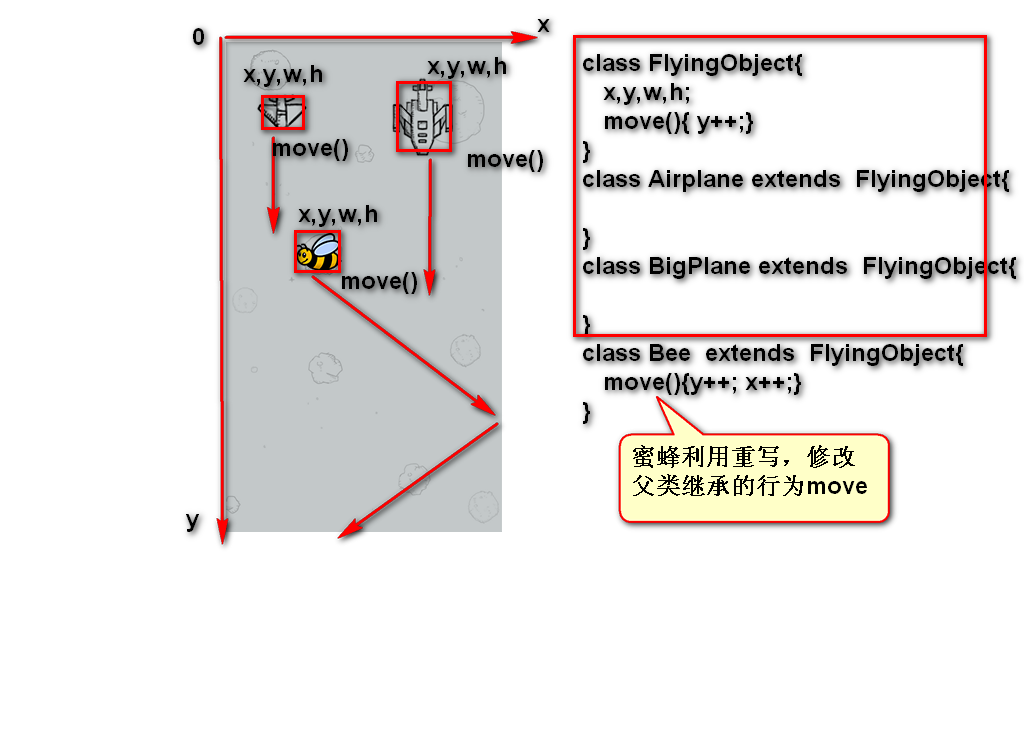 0
x
x,y,w,h
x,y,w,h
move()
move()
x,y,w,h
move()
y
class FlyingObject{
x,y,w,h;
move(){ y++;}
}
class Airplane extends FlyingObject{
}
class BigPlane extends FlyingObject{
}
class Bee extends FlyingObject{
move(){y++; x++;}
}
蜜蜂利用重写，修改
父类继承的行为move